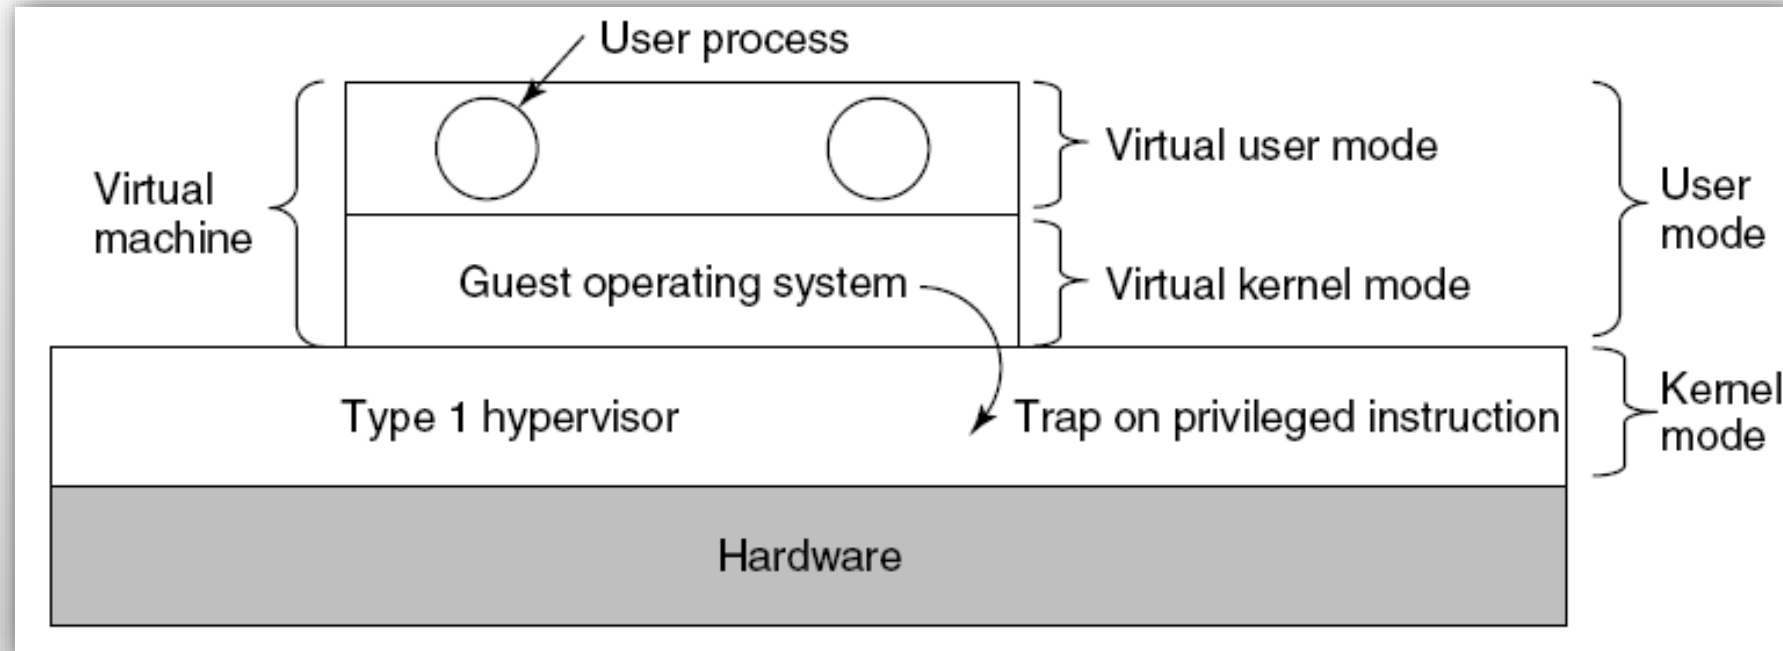 User process
Virtual user mode
Virtual
machine
User
mode
Guest operating system
Virtual kernel mode
Type 1 hypervisor
Trap on privileged instruction
Kernel
mode
Hardware